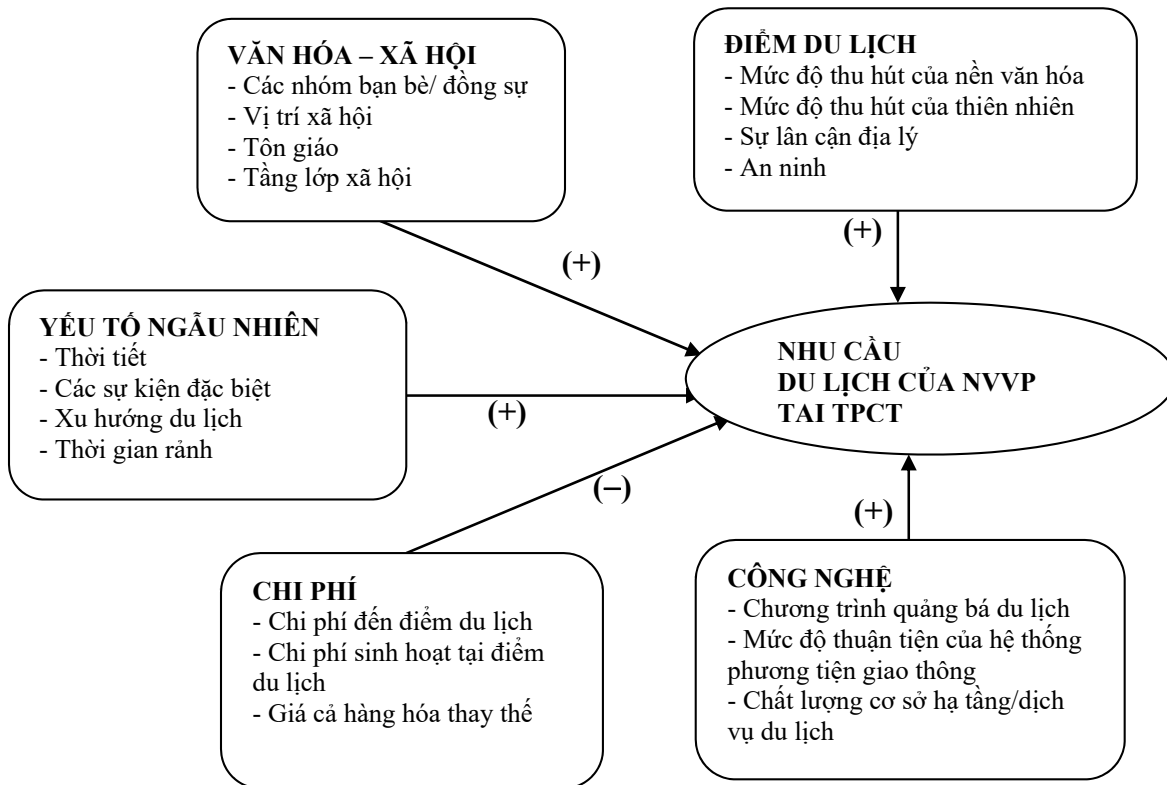 VĂN HÓA – XÃ HỘI
- Các nhóm bạn bè/ đồng sự
- Vị trí xã hội
- Tôn giáo
- Tầng lớp xã hội
ĐIỂM DU LỊCH
- Mức độ thu hút của nền văn hóa
- Mức độ thu hút của thiên nhiên
- Sự lân cận địa lý
- An ninh
(+)
(+)
YẾU TỐ NGẪU NHIÊN
- Thời tiết
- Các sự kiện đặc biệt
- Xu hướng du lịch
- Thời gian rảnh
(+)
NHU CẦU
DU LỊCH CỦA NVVP
TAI TPCT
(–)
(+)
CHI PHÍ
- Chi phí đến điểm du lịch
- Chi phí sinh hoạt tại điểm
du lịch
- Giá cả hàng hóa thay thế
CÔNG NGHỆ
- Chương trình quảng bá du lịch
- Mức độ thuận tiện của hệ thống
phương tiện giao thông
- Chất lượng cơ sở hạ tầng/dịch
vụ du lịch